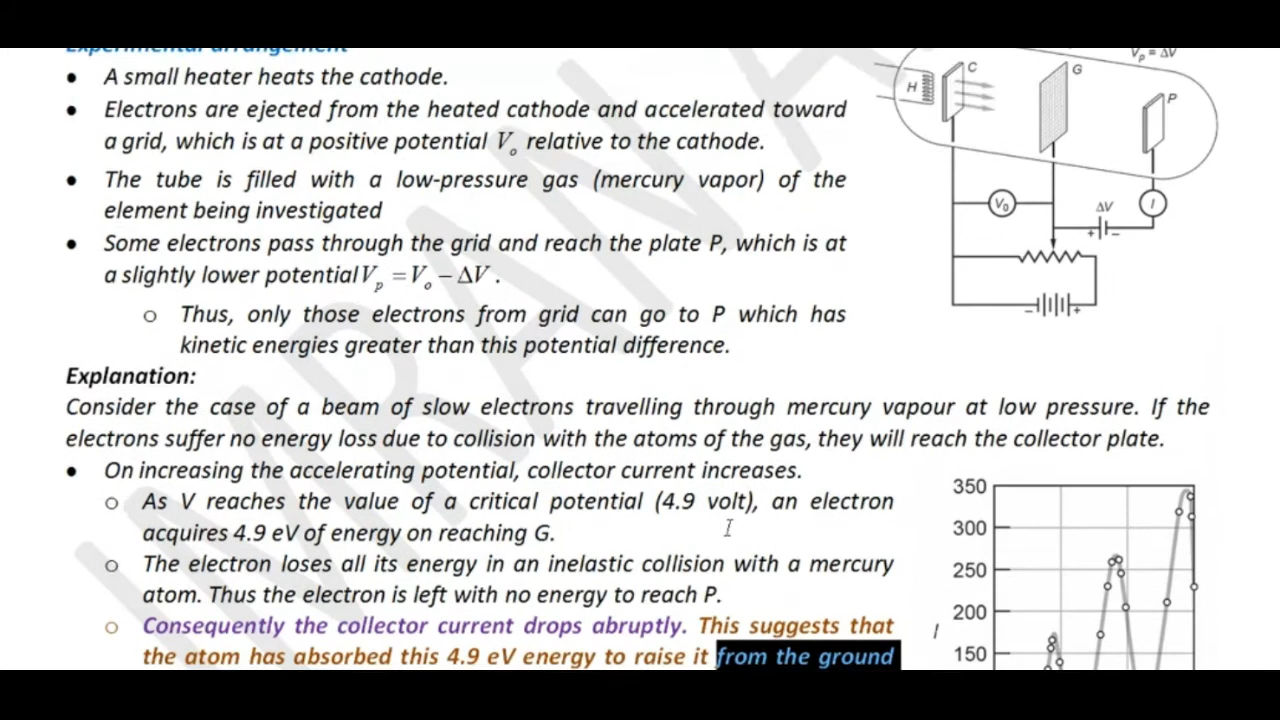 Experimental arrangement
• A small heater heats the cathode.
• Electrons are ejected from the heated cathode and accelerated toward
a grid, which is at a positive potential Vₒ relative to the cathode.
• The tube is filled with a low-pressure gas (mercury vapor) of the
element being investigated
• Some electrons pass through the grid and reach the plate P, which is at
a slightly lower potential Vₚ = Vₒ − ΔV .
o Thus, only those electrons from grid can go to P which has
kinetic energies greater than this potential difference.
Vₚ = ΔV
H
C
G
P
V₀
ΔV
I
+ −
− +
Explanation:
Consider the case of a beam of slow electrons travelling through mercury vapour at low pressure. If the
electrons suffer no energy loss due to collision with the atoms of the gas, they will reach the collector plate.
• On increasing the accelerating potential, collector current increases.
o As V reaches the value of a critical potential (4.9 volt), an electron
acquires 4.9 eV of energy on reaching G.
o The electron loses all its energy in an inelastic collision with a mercury
atom. Thus the electron is left with no energy to reach P.
o Consequently the collector current drops abruptly. This suggests that
the atom has absorbed this 4.9 eV energy to raise it from the ground
350
300
250
200
150
I
IMRAN A